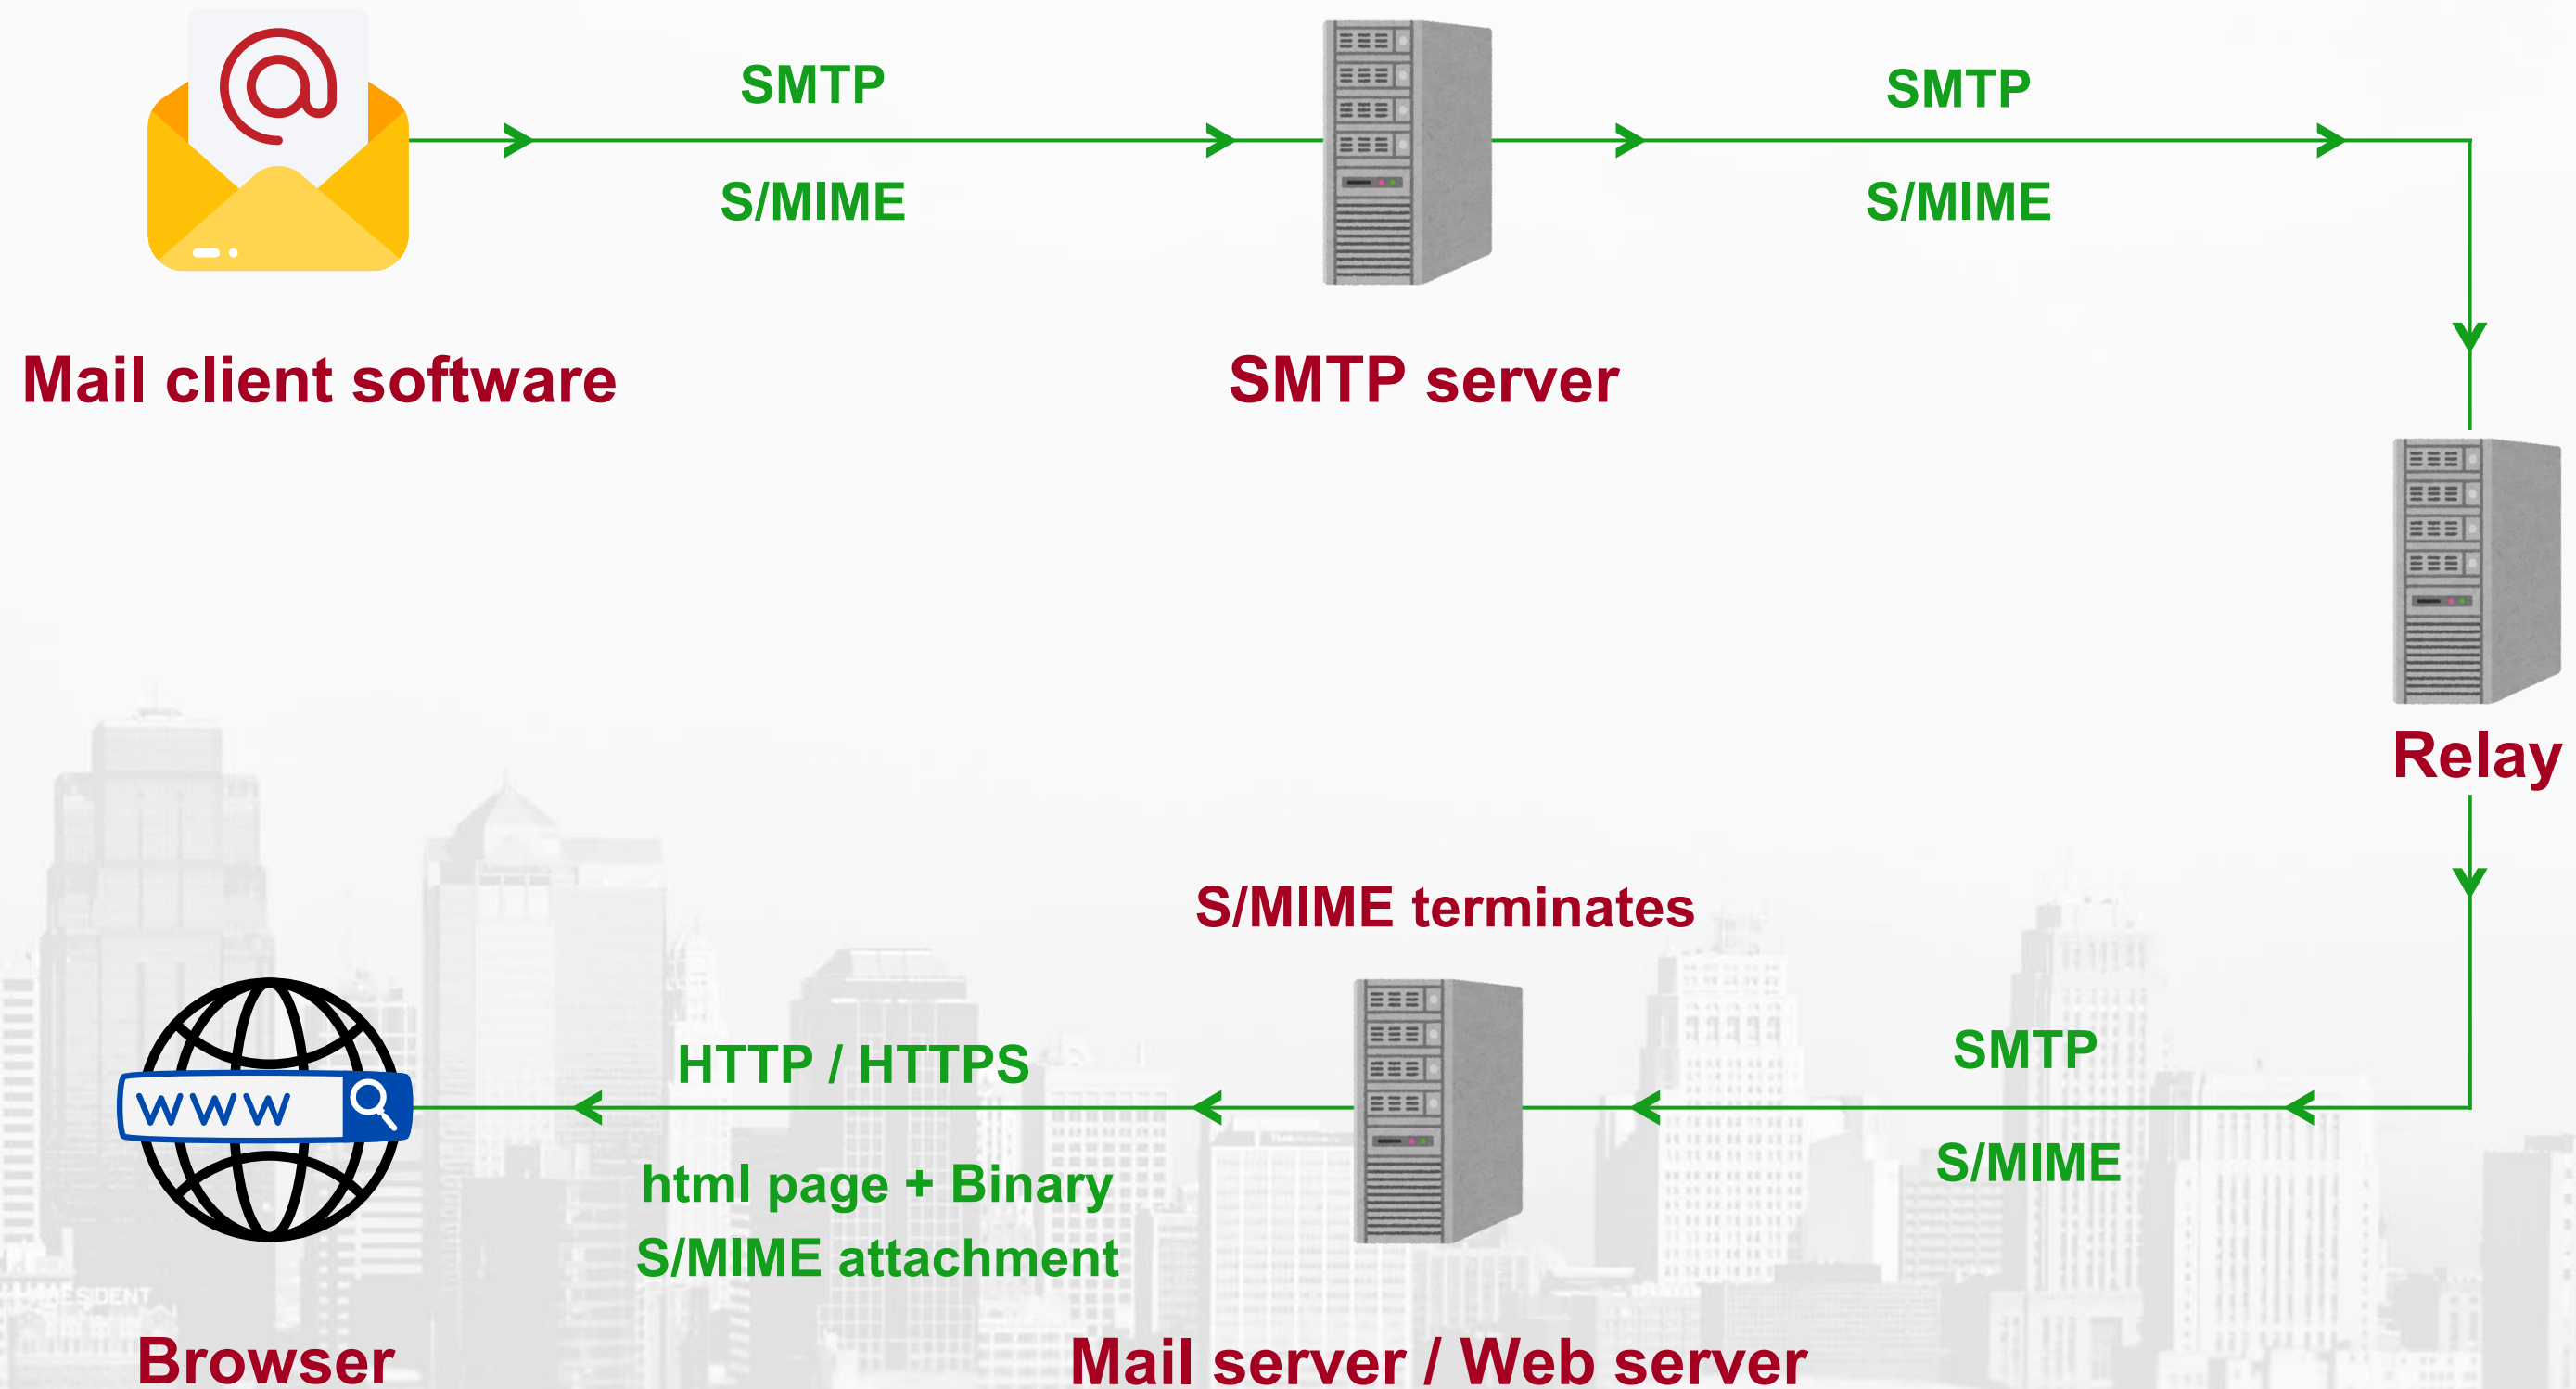 SMTP
SMTP
S/MIME
S/MIME
Mail client software
SMTP server
Relay
S/MIME terminates
HTTP / HTTPS
SMTP
WWW
html page + Binary
S/MIME
S/MIME attachment
Browser
Mail server / Web server